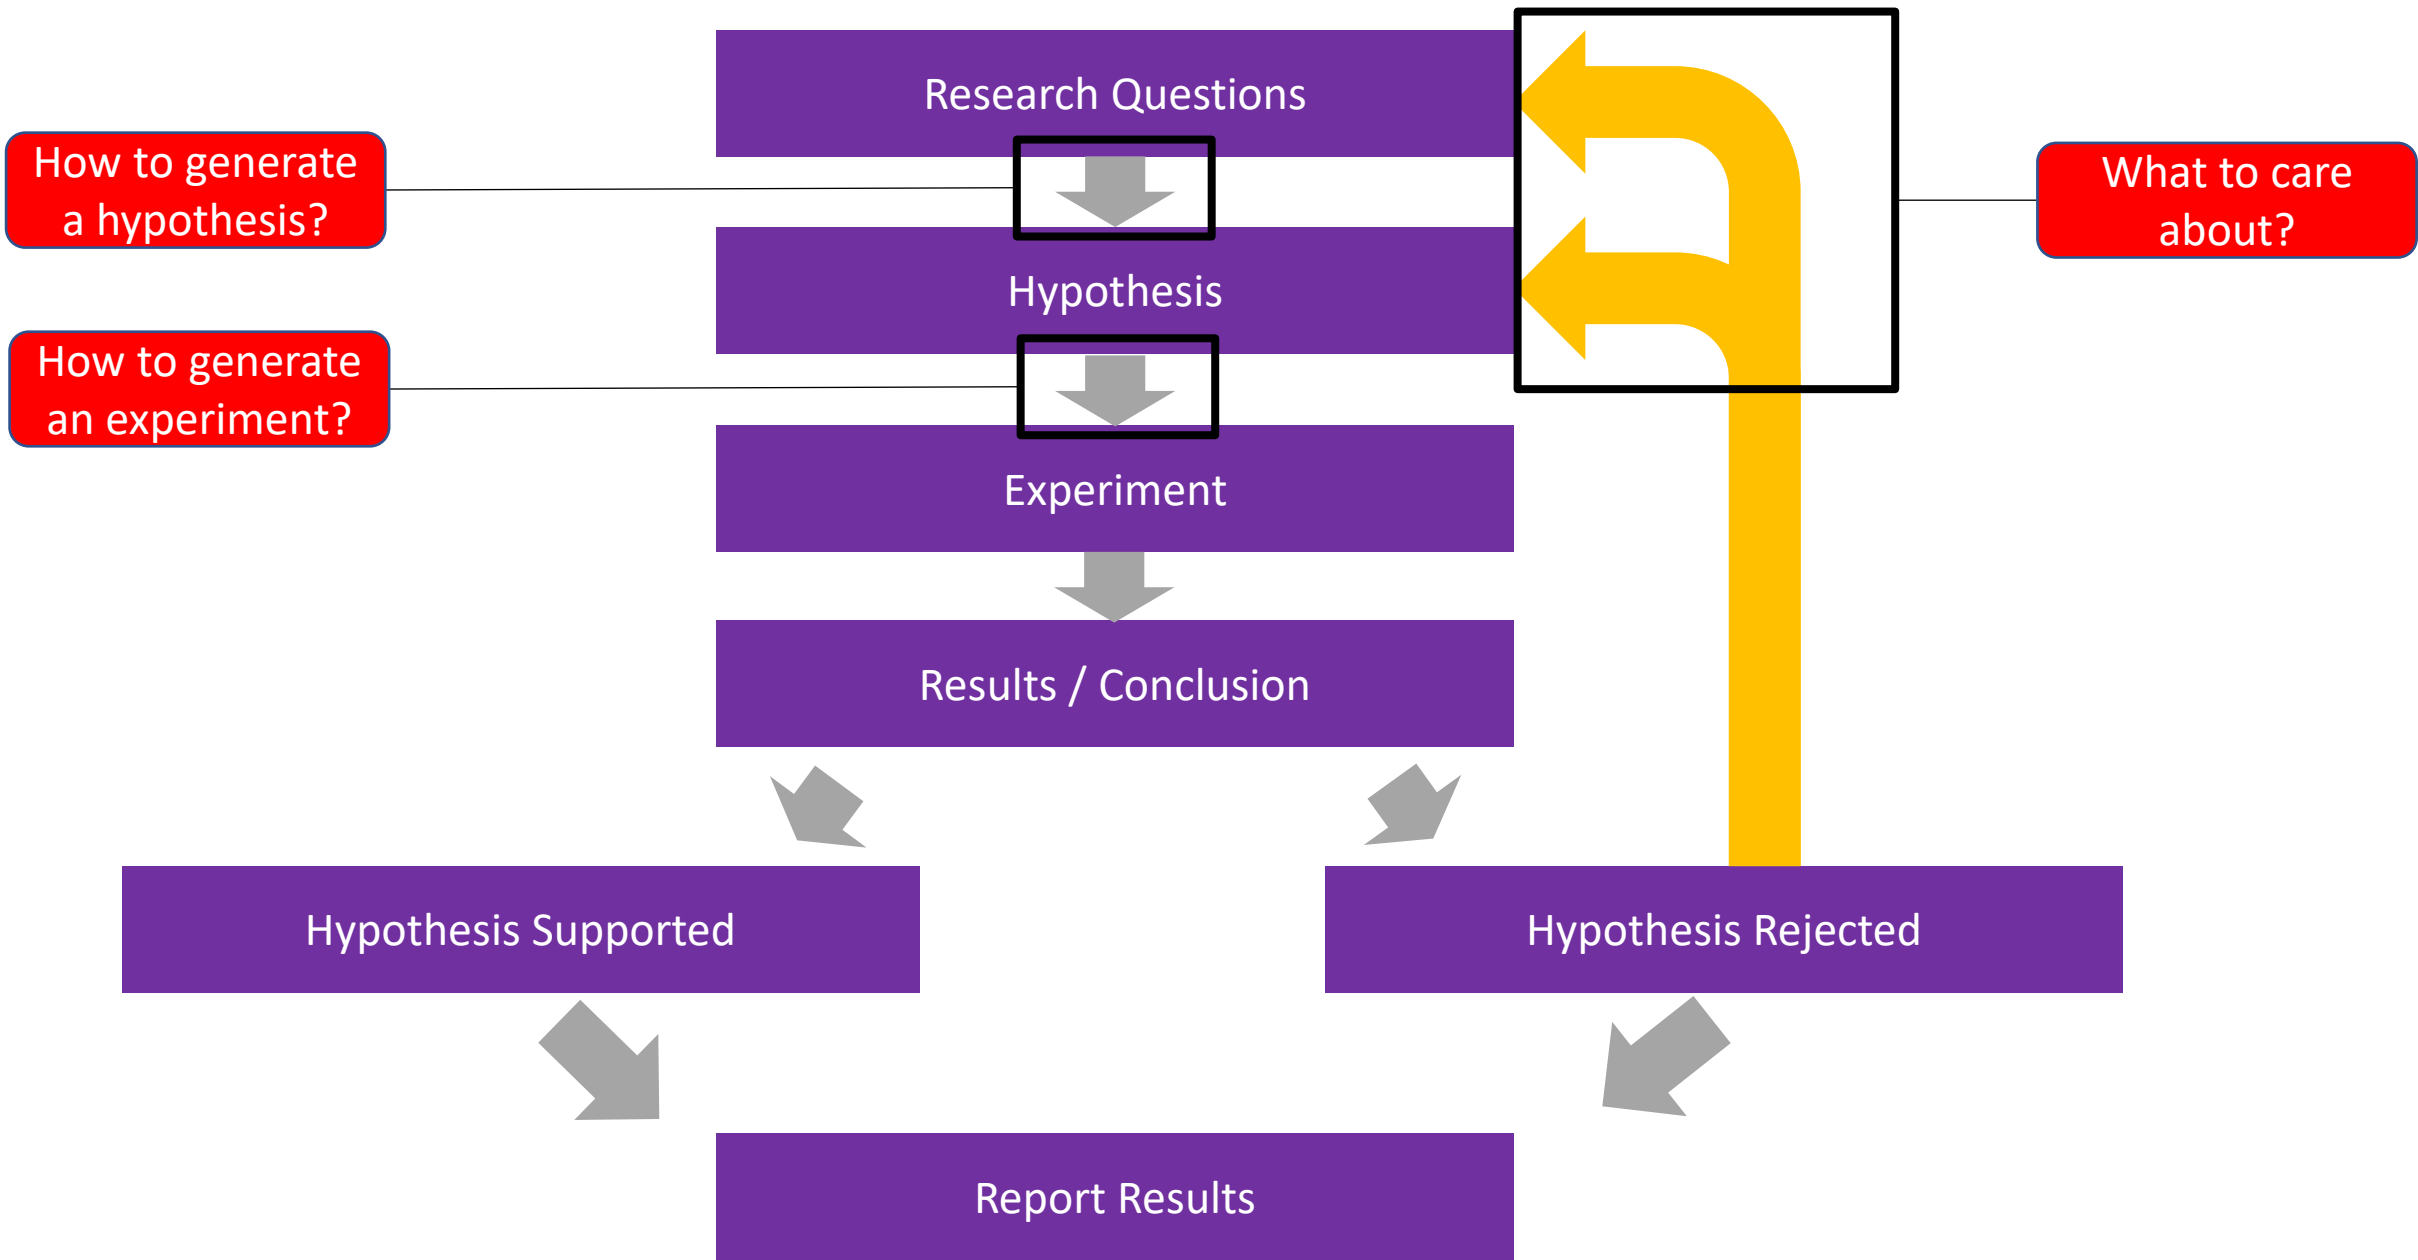 Research Questions
How to generate
a hypothesis?
What to care
about?
Hypothesis
How to generate
an experiment?
Experiment
Results / Conclusion
Hypothesis Supported
Hypothesis Rejected
Report Results